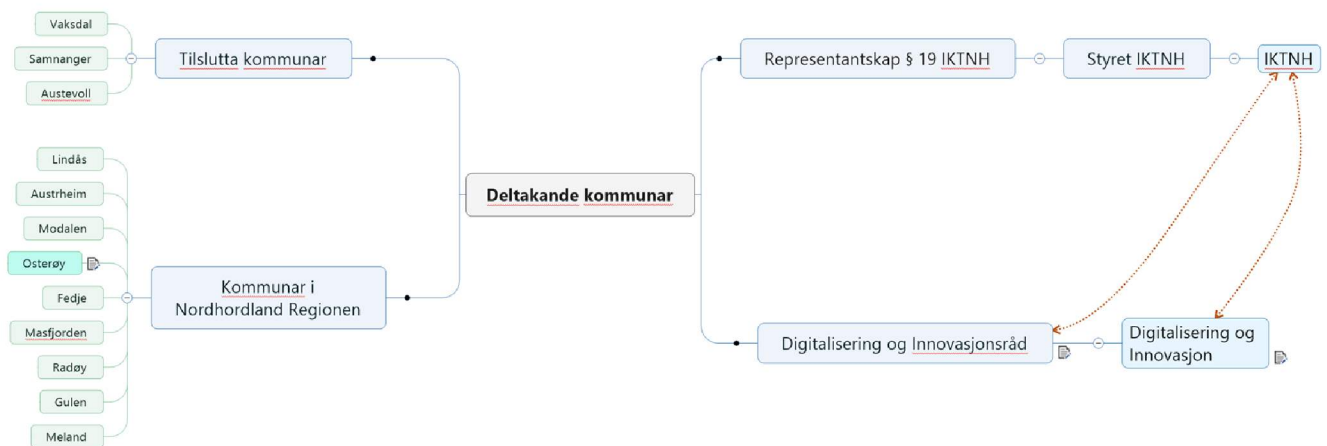 Vaksdal
Samnanger
Austevoll
Tilslutta kommunar
Lindås
Austrheim
Modalen
Osterøy
Fedje
Masfjorden
Radøy
Gulen
Meland
Kommunar i
Nordhordland Regionen
Deltakande kommunar
Representantskap § 19 IKTNH
Styret IKTNH
IKTNH
Digitalisering og Innovasjonsråd
Digitalisering og
Innovasjon